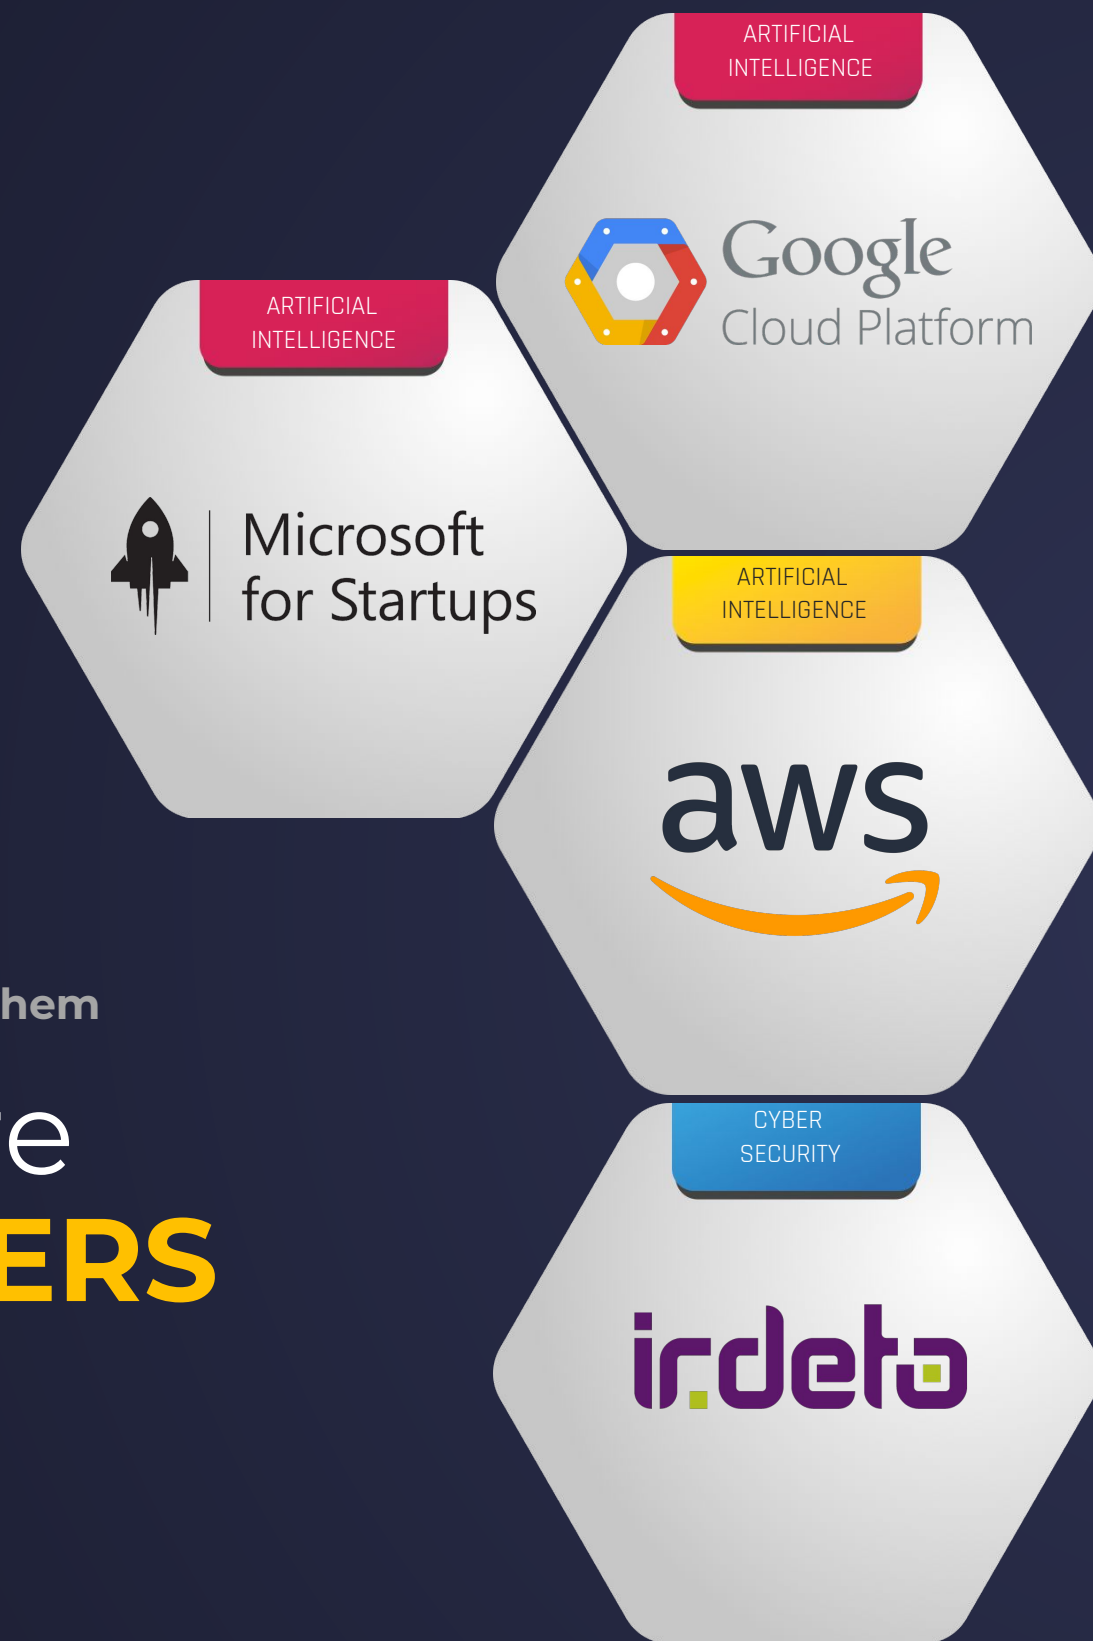 ARTIFICIAL
INTELLIGENCE
Google
Cloud Platform
ARTIFICIAL
INTELLIGENCE
Microsoft
for Startups
ARTIFICIAL
INTELLIGENCE
aws
hem
e
ERS
CYBER
SECURITY
irdeto